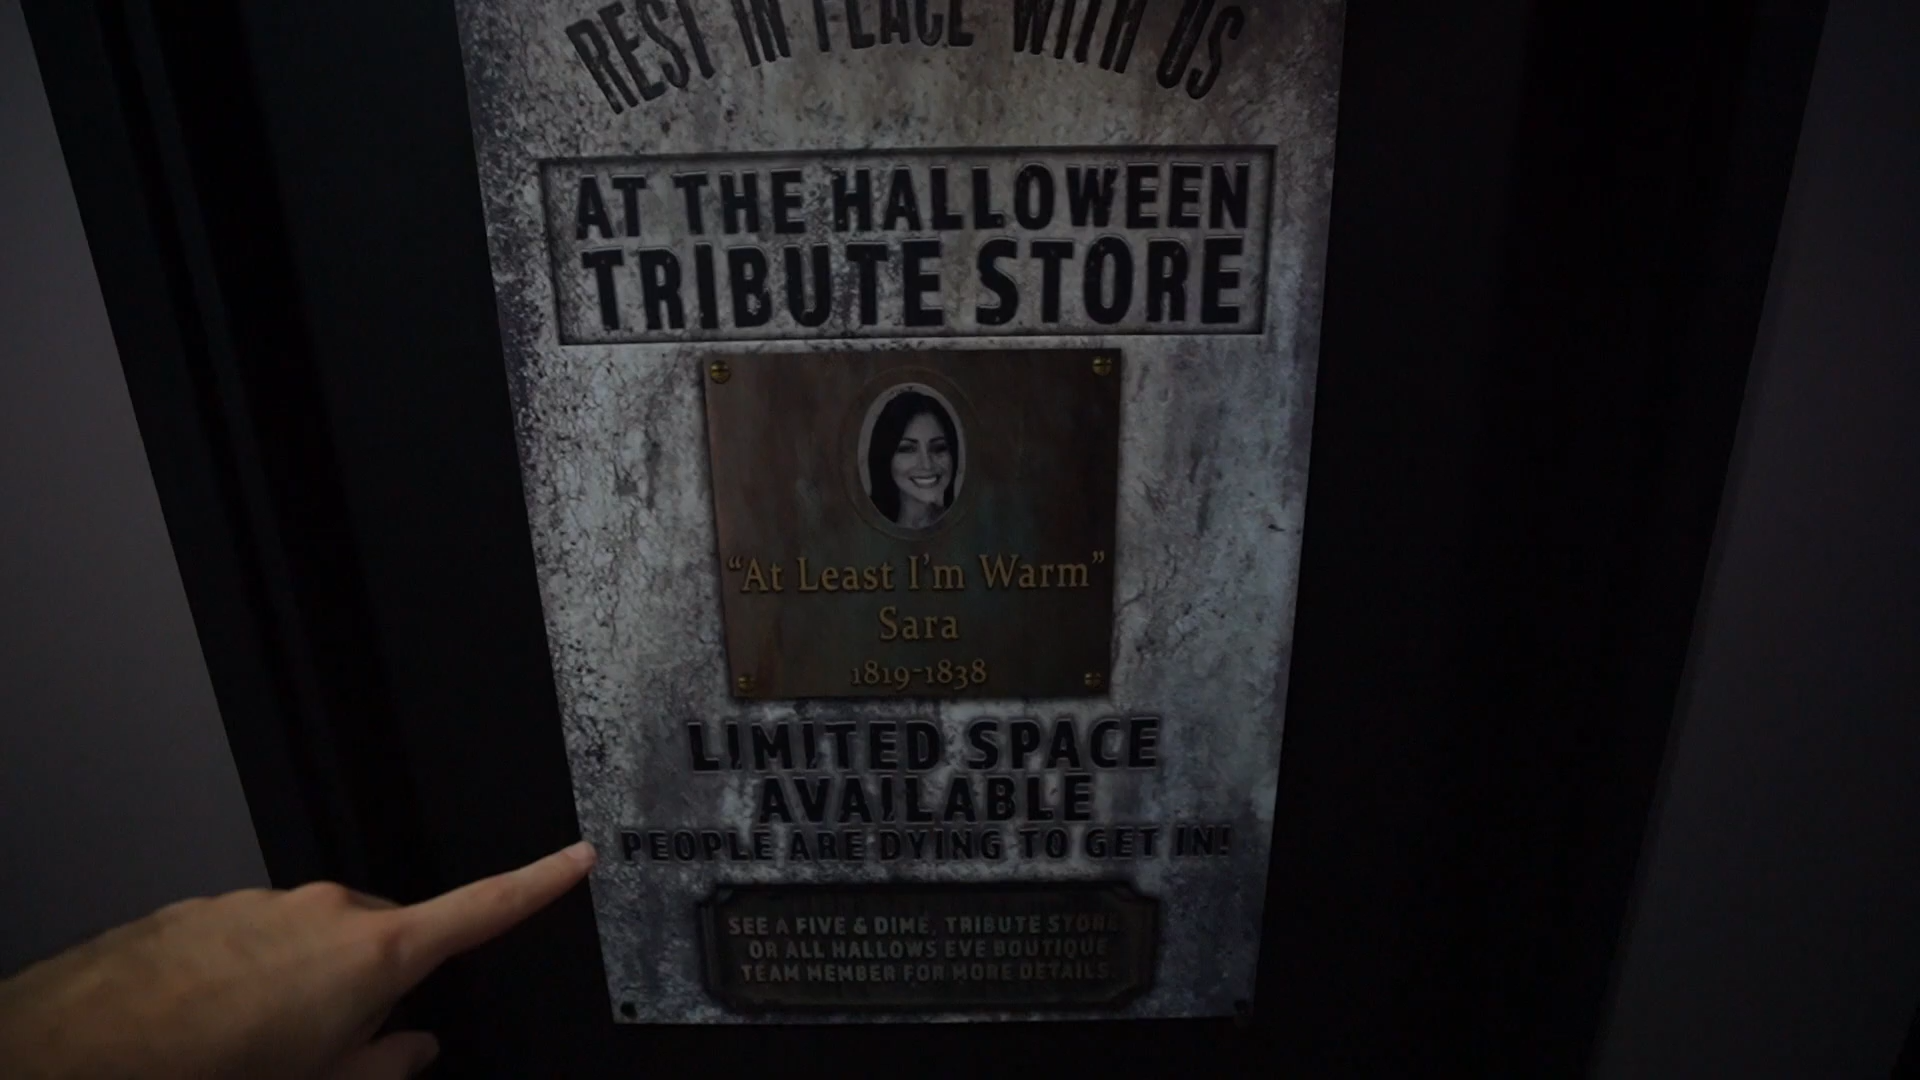 REST IN PEACE WITH US
AT THE HALLOWEEN
TRIBUTE STORE
“At Least I'm Warm”
Sara
1819-1838
LIMITED SPACE
AVAILABLE
PEOPLE ARE DYING TO GET IN!
SEE A FIVE & DIME, TRIBUTE STORE,
OR ALL HALLOWS EVE BOUTIQUE
TEAM MEMBER FOR MORE DETAILS.